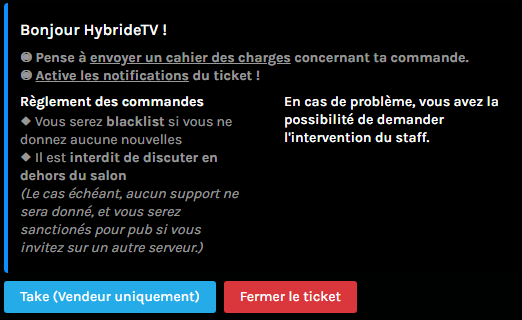 Bonjour HybrideTV !
Pense à envoyer un cahier des charges concernant ta commande.
Active les notifications du ticket !
Règlement des commandes
❖ Vous serez blacklist si vous ne
donnez aucune nouvelles
❖ Il est interdit de discuter en
dehors du salon
(Le cas échéant, aucun support ne
sera donné, et vous serez
sanctionés pour pub si vous
invitez sur un autre serveur.)
En cas de problème, vous avez la
possibilité de demander
l'intervention du staff.
Take (Vendeur uniquement)
Fermer le ticket